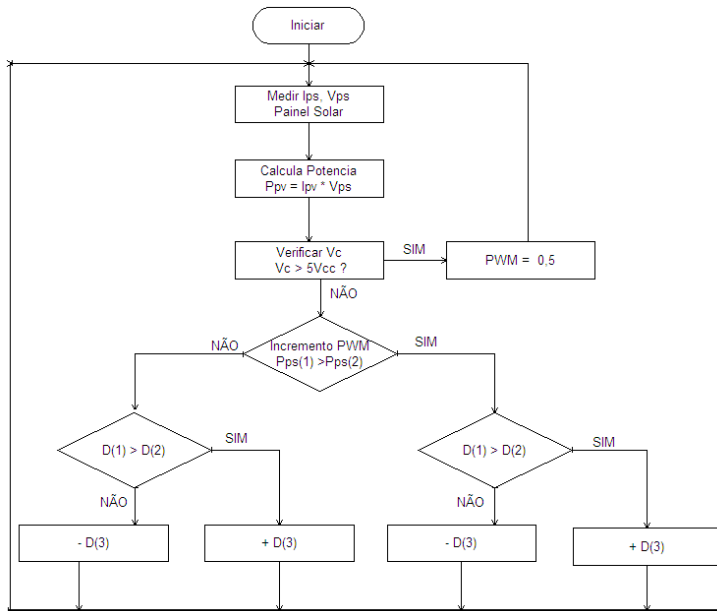 Iniciar
Medir Ips, Vps
Painel Solar
Calcula Potencia
Ppv = Ipv * Vps
Verificar Vc
Vc > 5Vcc ?
SIM
PWM = 0,5
NÃO
Incremento PWM
Pps(1) >Pps(2)
NÃO
SIM
D(1) > D(2)
SIM
NÃO
- D(3)
+ D(3)
D(1) > D(2)
SIM
NÃO
- D(3)
+ D(3)